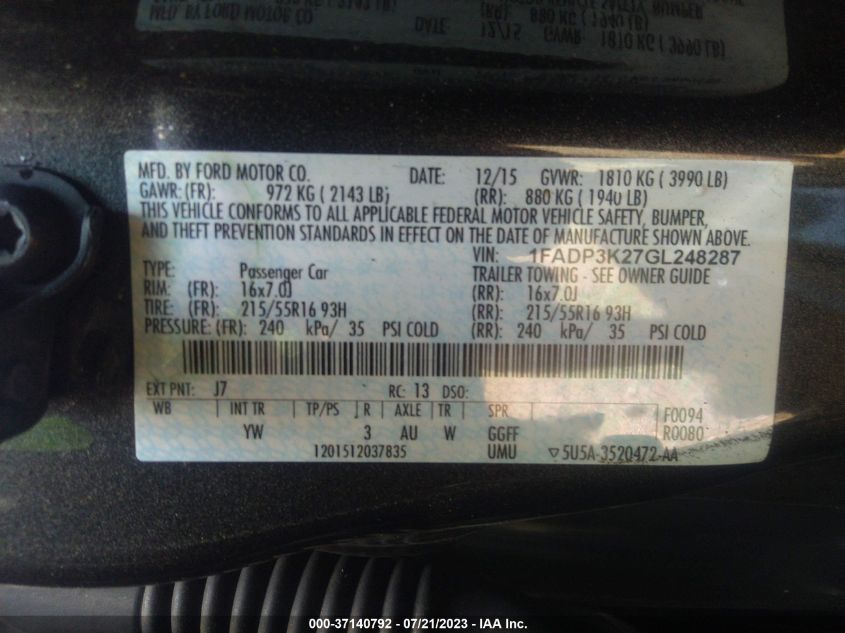 MFD. BY FORD MOTOR CO. DATE: 12/15 GVWR: 1810 KG ( 3990 LB)
GAWR: (FR): 972 KG ( 2143 LB) (RR): 880 KG ( 1940 LB)
THIS VEHICLE CONFORMS TO ALL APPLICABLE FEDERAL MOTOR VEHICLE SAFETY, BUMPER,
AND THEFT PREVENTION STANDARDS IN EFFECT ON THE DATE OF MANUFACTURE SHOWN ABOVE.
VIN: 1FADP3K27GL248287
TYPE: Passenger Car TRAILER TOWING - SEE OWNER GUIDE
RIM: (FR): 16x7.0J (RR): 16x7.0J
TIRE: (FR): 215/55R16 93H (RR): 215/55R16 93H
PRESSURE: (FR): 240 kPa/ 35 PSI COLD (RR): 240 kPa/ 35 PSI COLD
EXT PNT: J7 RC: 13 DSO:
WB INT TR TP/PS R AXLE TR SPR F0094
YW 3 AU W GGFF R0080
1201512037835 UMU ▽5U5A-3520472-AA
000-37140792 - 07/21/2023 - IAA Inc.